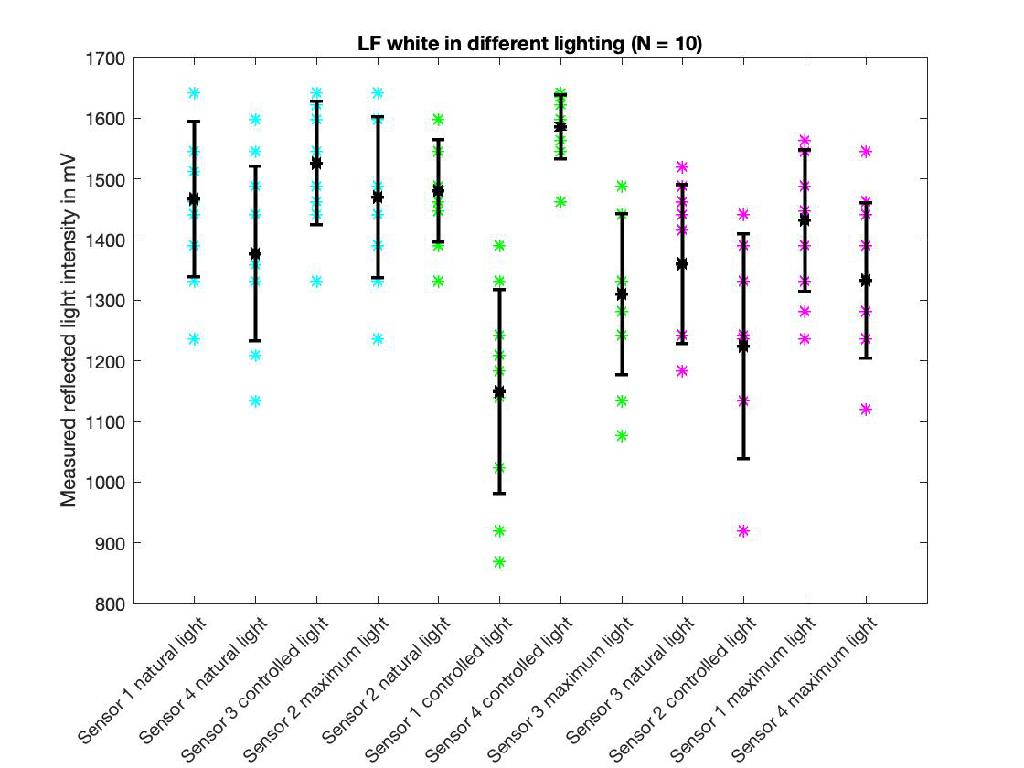 LF white in different lighting (N = 10)
Measured reflected light intensity in mV
1700
1600
1500
1400
1300
1200
1100
1000
900
800
Sensor 1 natural light
Sensor 4 natural light
Sensor 3 controlled light
Sensor 2 maximum light
Sensor 2 natural light
Sensor 1 controlled light
Sensor 4 controlled light
Sensor 3 maximum light
Sensor 3 natural light
Sensor 2 controlled light
Sensor 1 maximum light
Sensor 4 maximum light